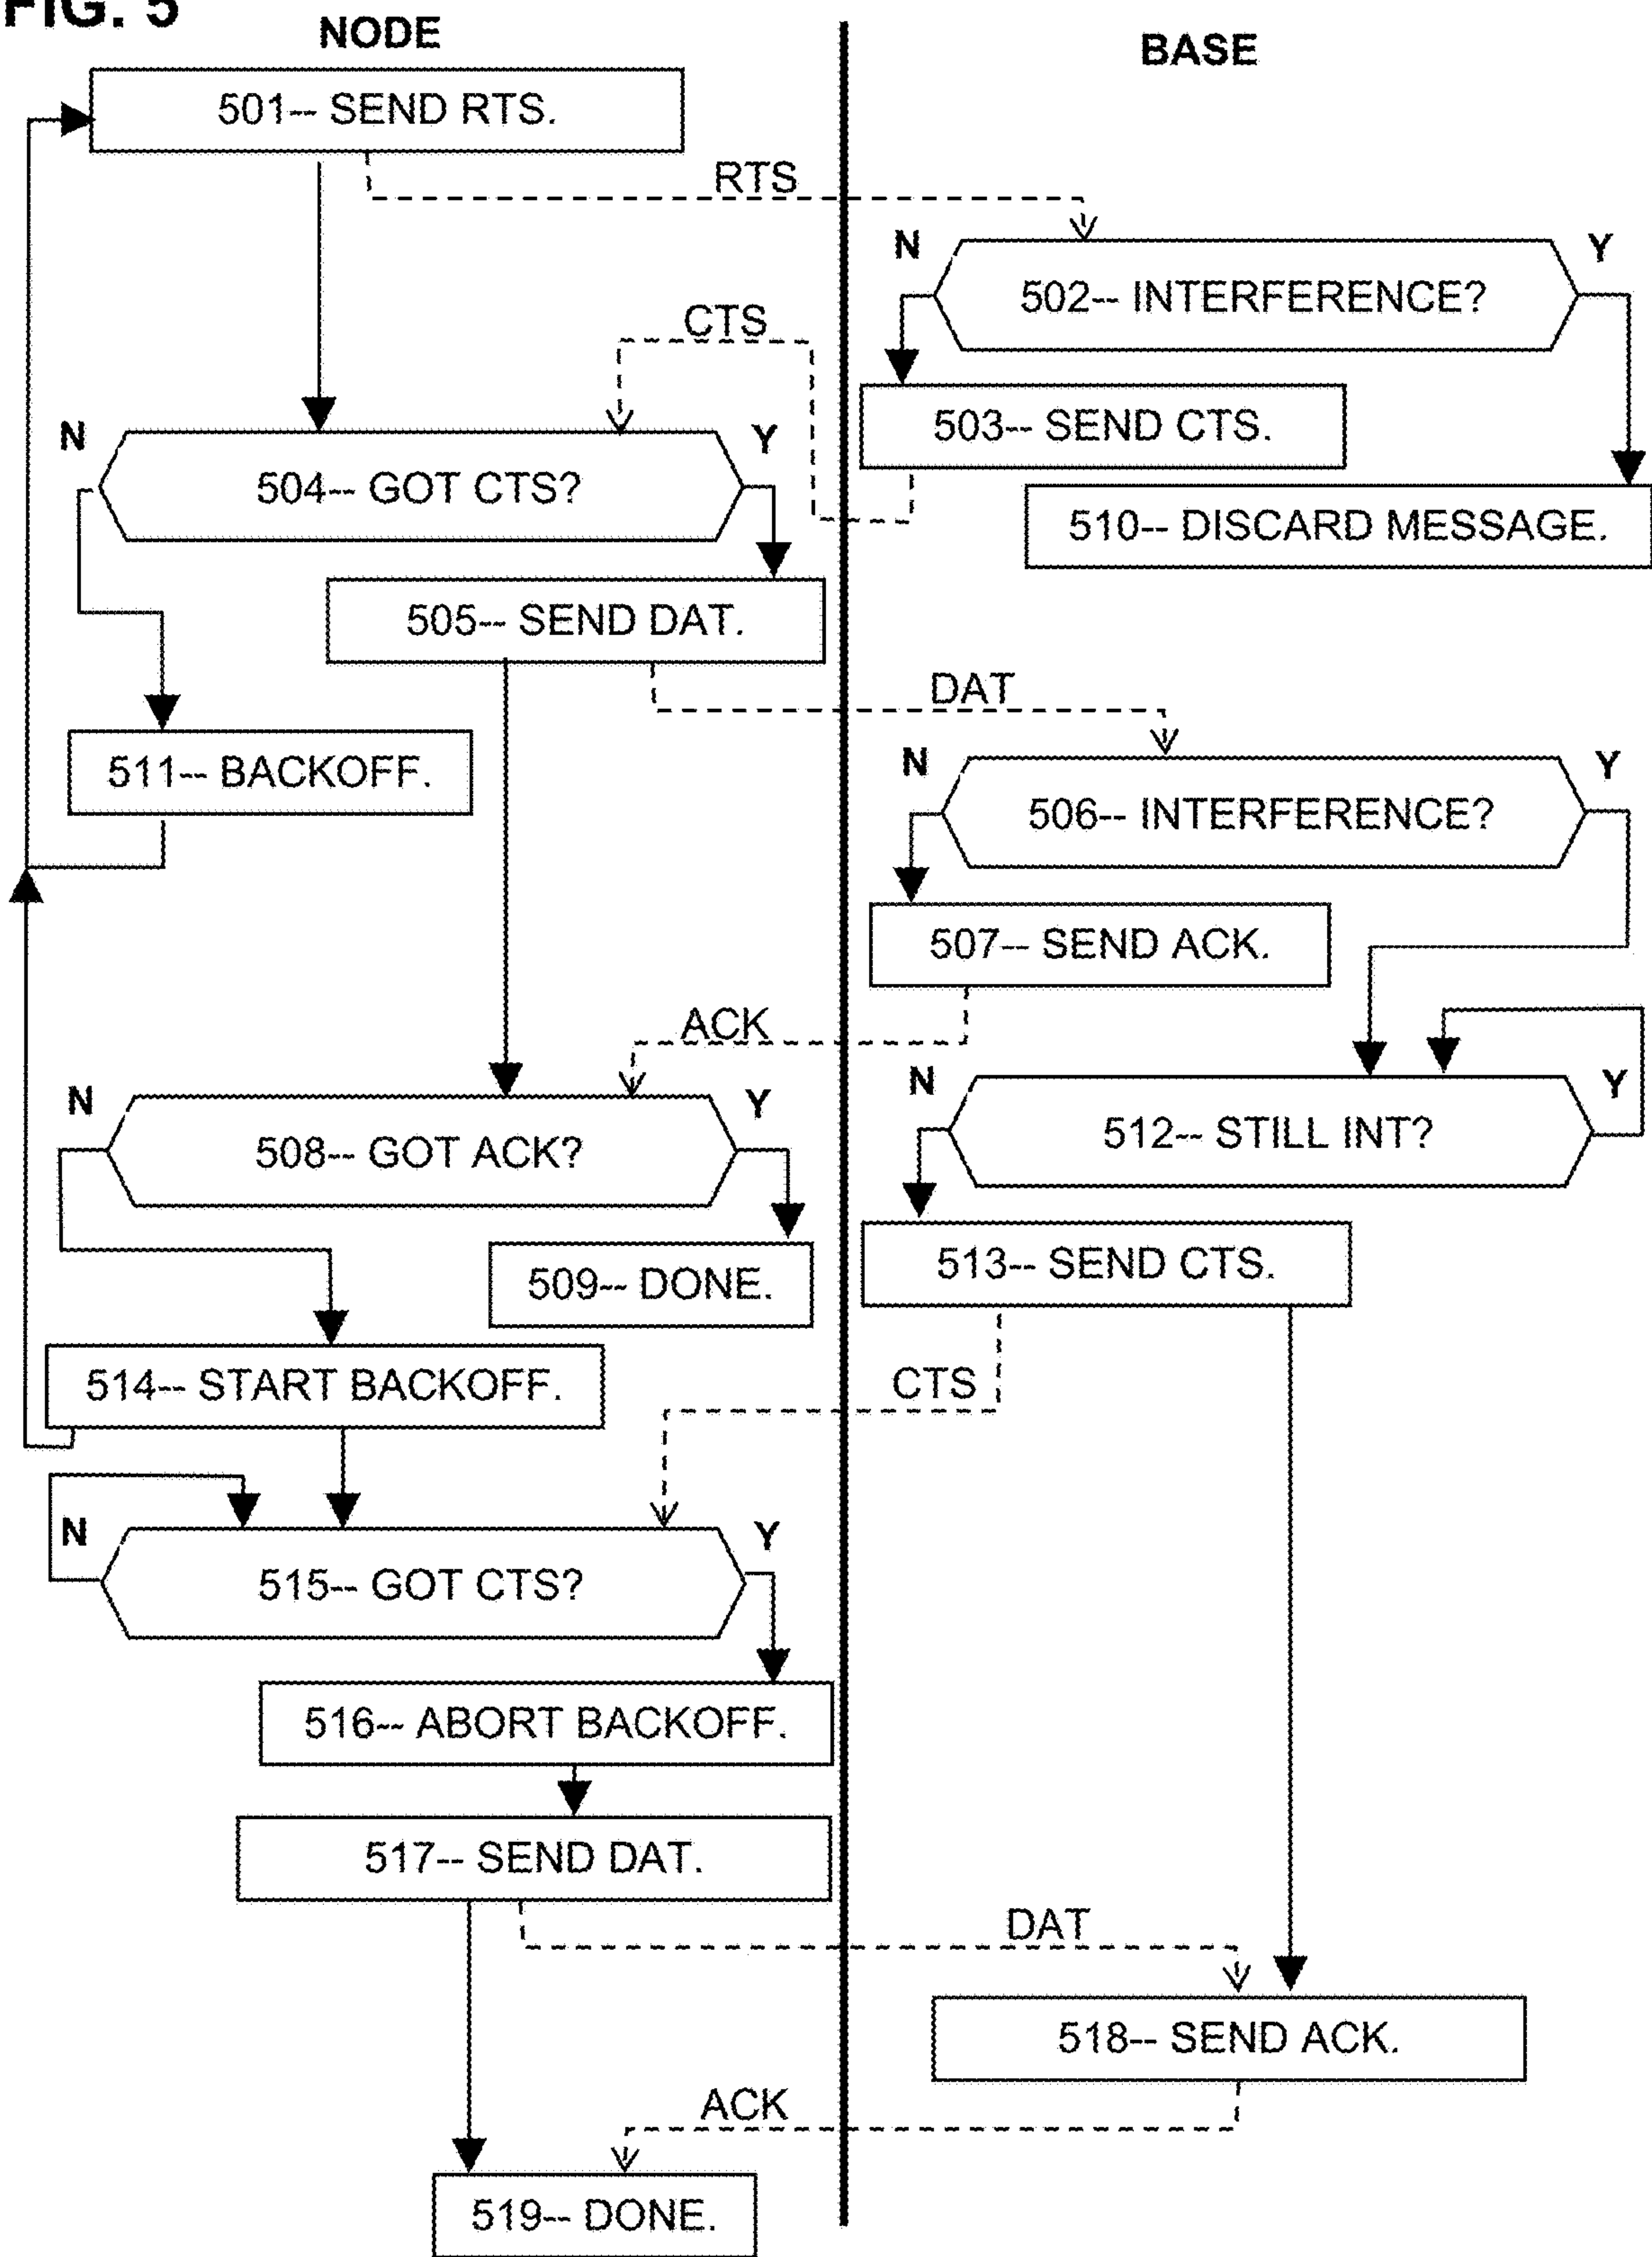 FIG. 5
NODE
BASE
501-- SEND RTS.
RTS
N
Y
502-- INTERFERENCE?
CTS
503-- SEND CTS.
N
Y
504-- GOT CTS?
510-- DISCARD MESSAGE.
505-- SEND DAT.
DAT
511-- BACKOFF.
N
Y
506-- INTERFERENCE?
507-- SEND ACK.
ACK
N
Y
508-- GOT ACK?
N
Y
512-- STILL INT?
509-- DONE.
513-- SEND CTS.
514-- START BACKOFF.
CTS
N
Y
515-- GOT CTS?
516-- ABORT BACKOFF.
517-- SEND DAT.
DAT
518-- SEND ACK.
ACK
519-- DONE.